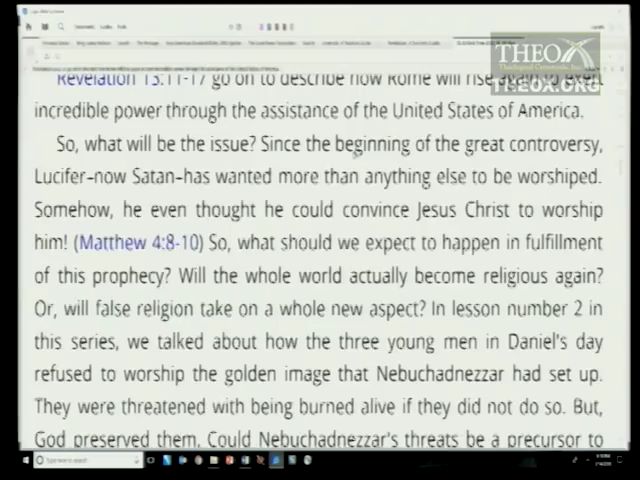 THEOX
THEOX.ORG
Revelation 13:11-17 go on to describe how Rome will rise again to exert
incredible power through the assistance of the United States of America.
So, what will be the issue? Since the beginning of the great controversy,
Lucifer–now Satan–has wanted more than anything else to be worshiped.
Somehow, he even thought he could convince Jesus Christ to worship
him! (Matthew 4:8-10) So, what should we expect to happen in fulfillment
of this prophecy? Will the whole world actually become religious again?
Or, will false religion take on a whole new aspect? In lesson number 2 in
this series, we talked about how the three young men in Daniel's day
refused to worship the golden image that Nebuchadnezzar had set up.
They were threatened with being burned alive if they did not do so. But,
God preserved them. Could Nebuchadnezzar's threats be a precursor to
Type here to search